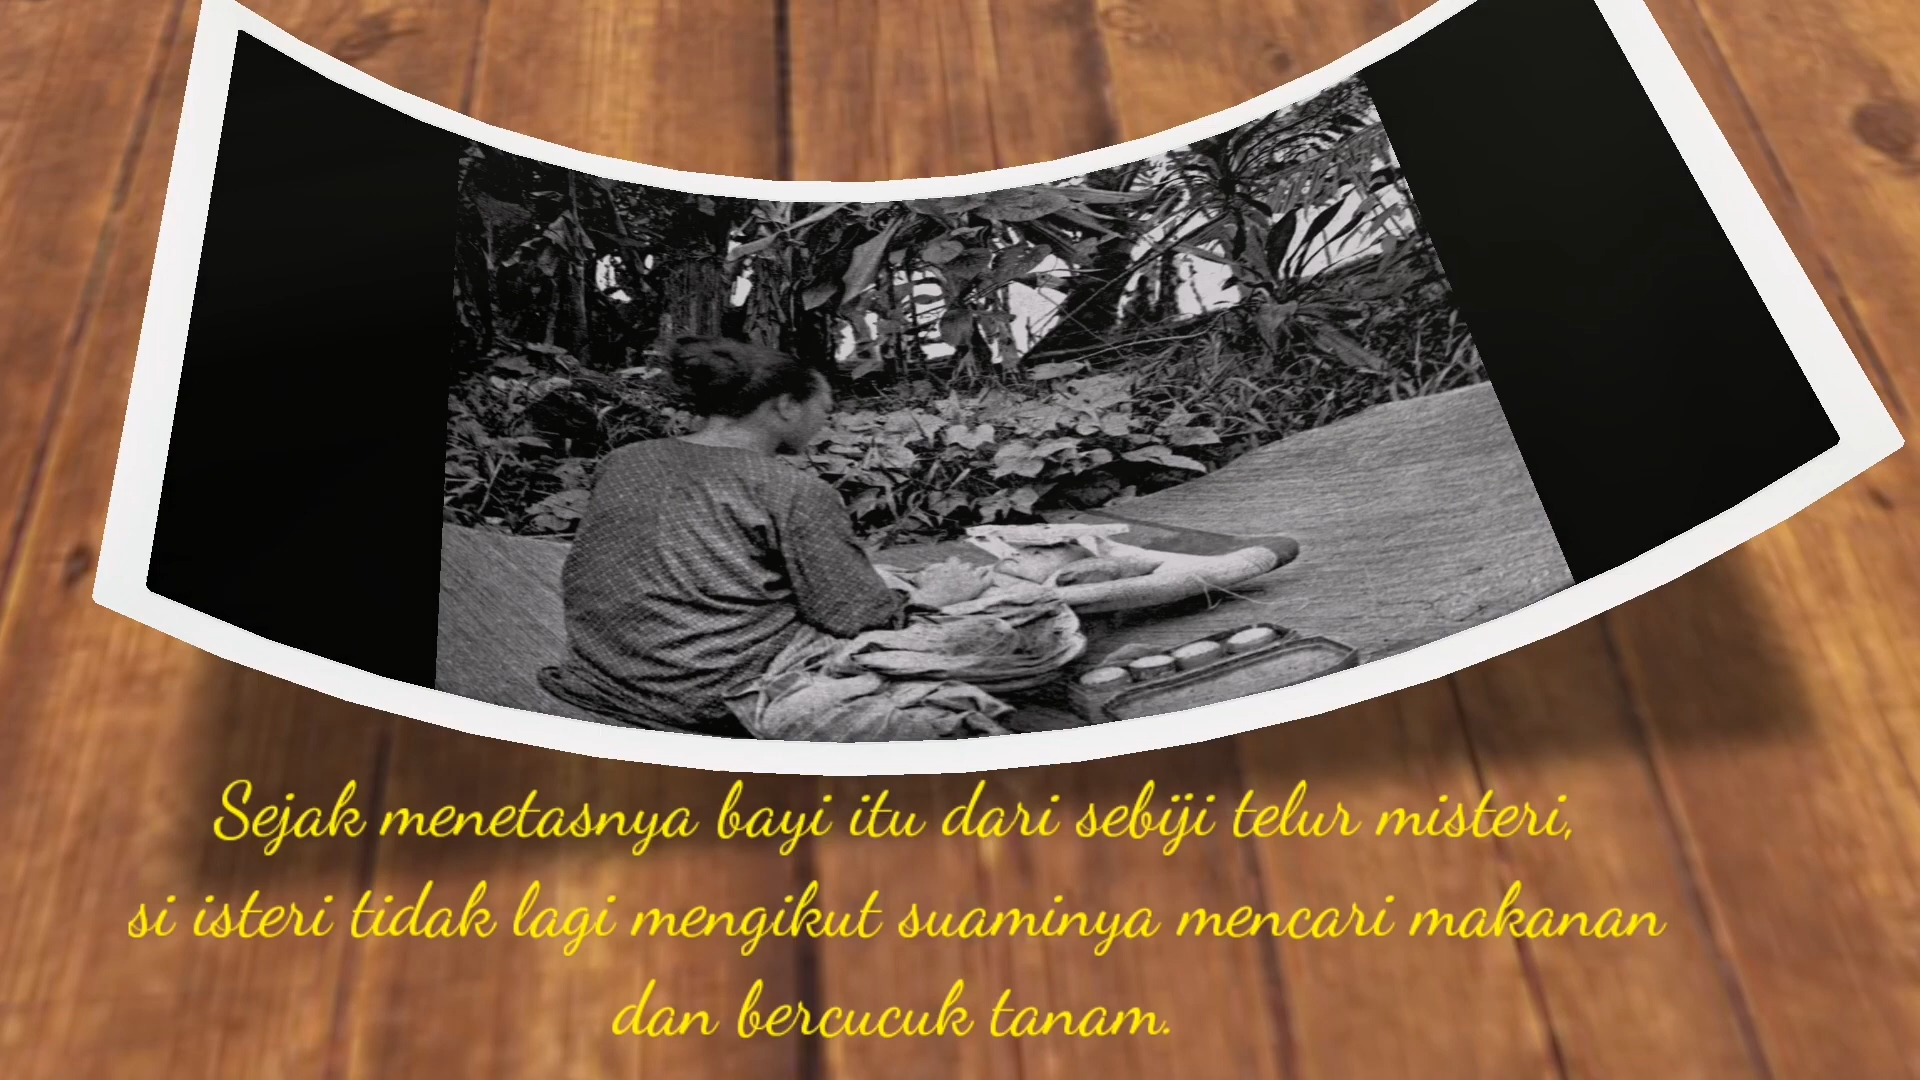 Sejak menetasnya bayi itu dari sebiji telur misteri,
si isteri tidak lagi mengikut suaminya mencari makanan
dan bercucuk tanam.